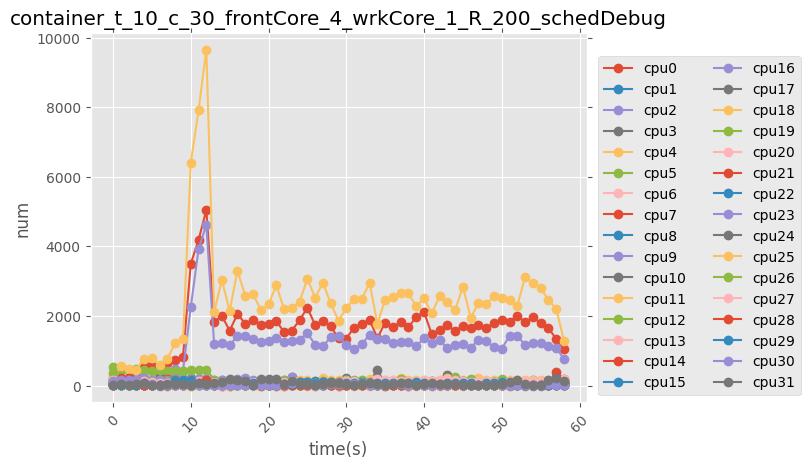 container_t_10_c_30_frontCore_4_wrkCore_1_R_200_schedDebug
10000
8000
6000
4000
2000
0
num
0
10
20
30
40
50
60
time(s)
cpu0
cpu1
cpu2
cpu3
cpu4
cpu5
cpu6
cpu7
cpu8
cpu9
cpu10
cpu11
cpu12
cpu13
cpu14
cpu15
cpu16
cpu17
cpu18
cpu19
cpu20
cpu21
cpu22
cpu23
cpu24
cpu25
cpu26
cpu27
cpu28
cpu29
cpu30
cpu31